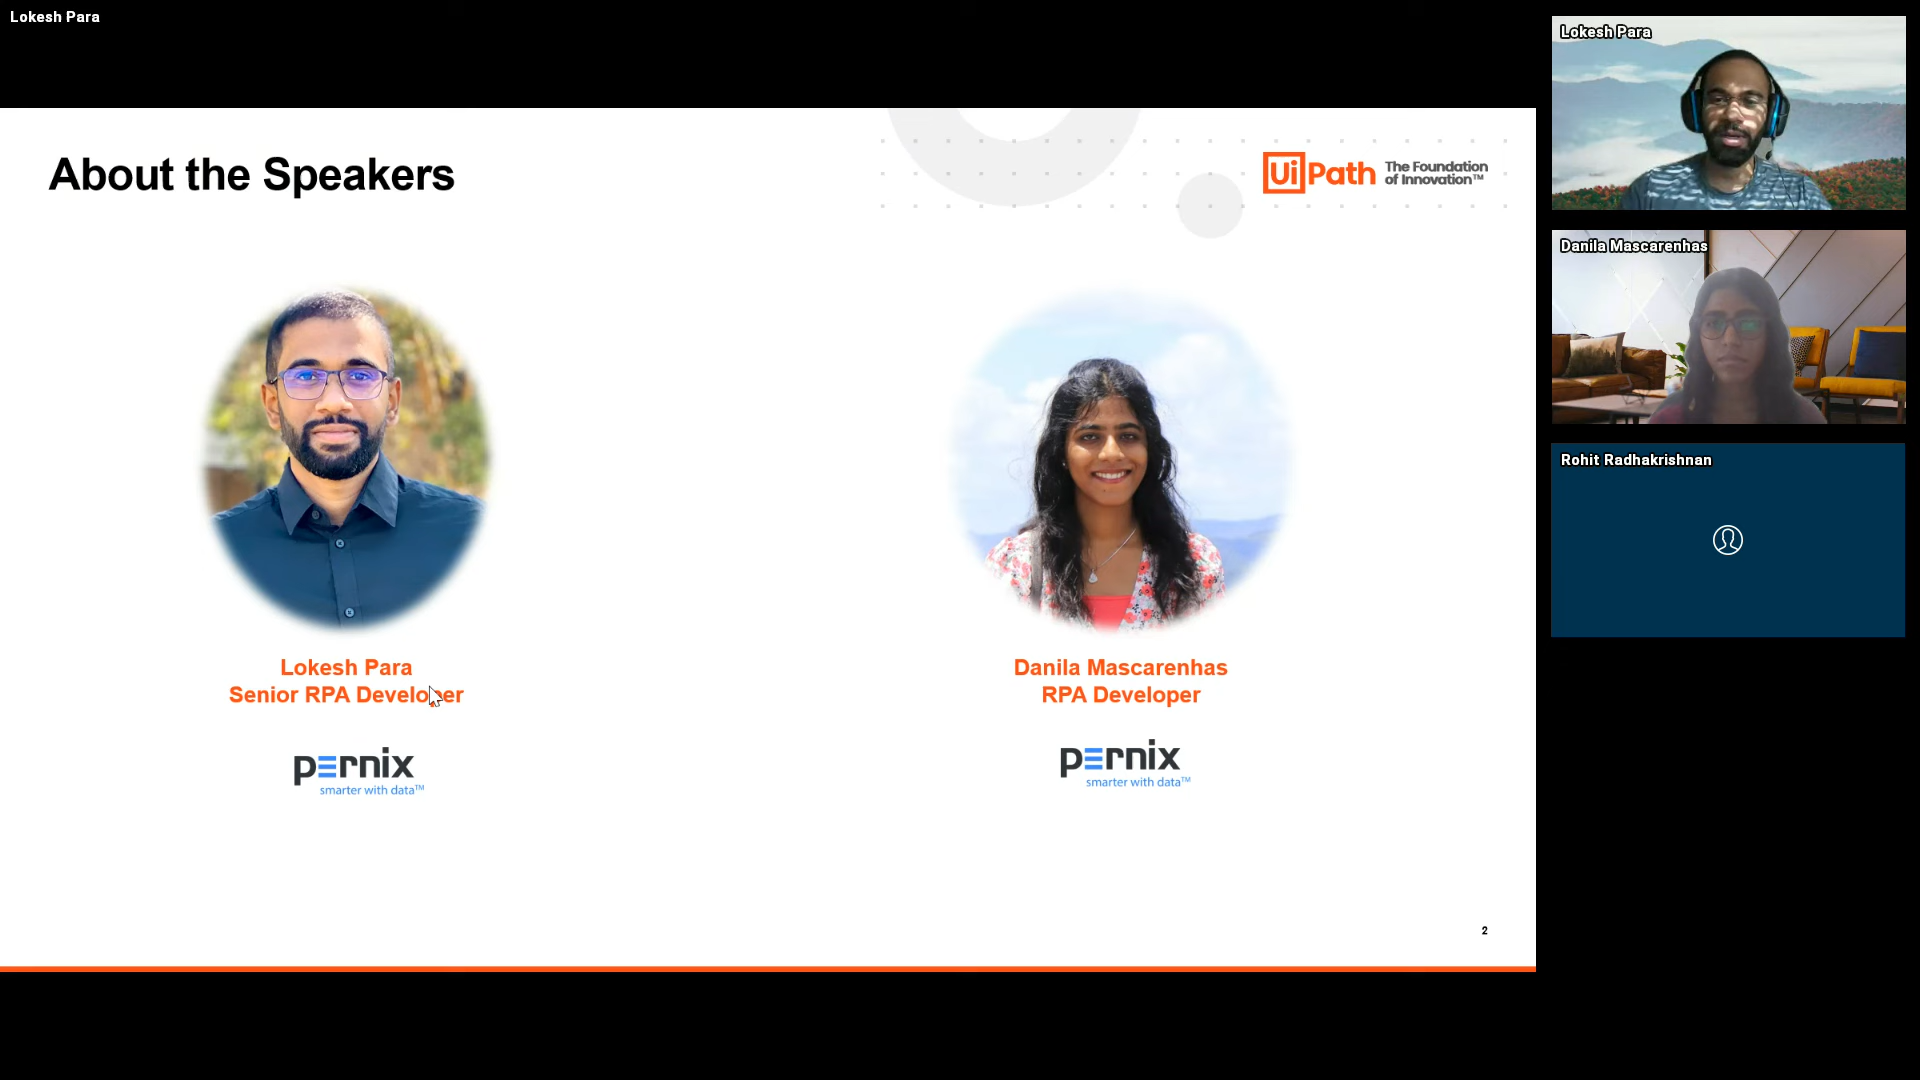 Lokesh Para
About the Speakers
UiPath The Foundation
of Innovation™
Lokesh Para
Senior RPA Developer
pernix
smarter with data™
Danila Mascarenhas
RPA Developer
pernix
smarter with data™
2
Lokesh Para
Danila Mascarenhas
Rohit Radhakrishnan